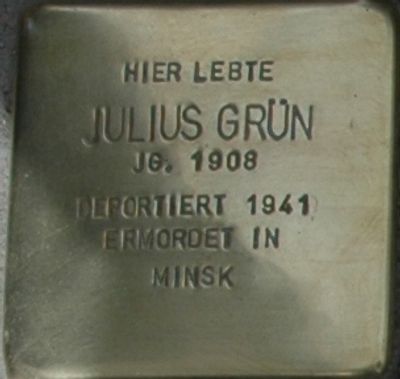 HIER LEBTE
JULIUS GRÜN
JG. 1908
DEPORTIERT 1941
ERMORDET IN
MINSK